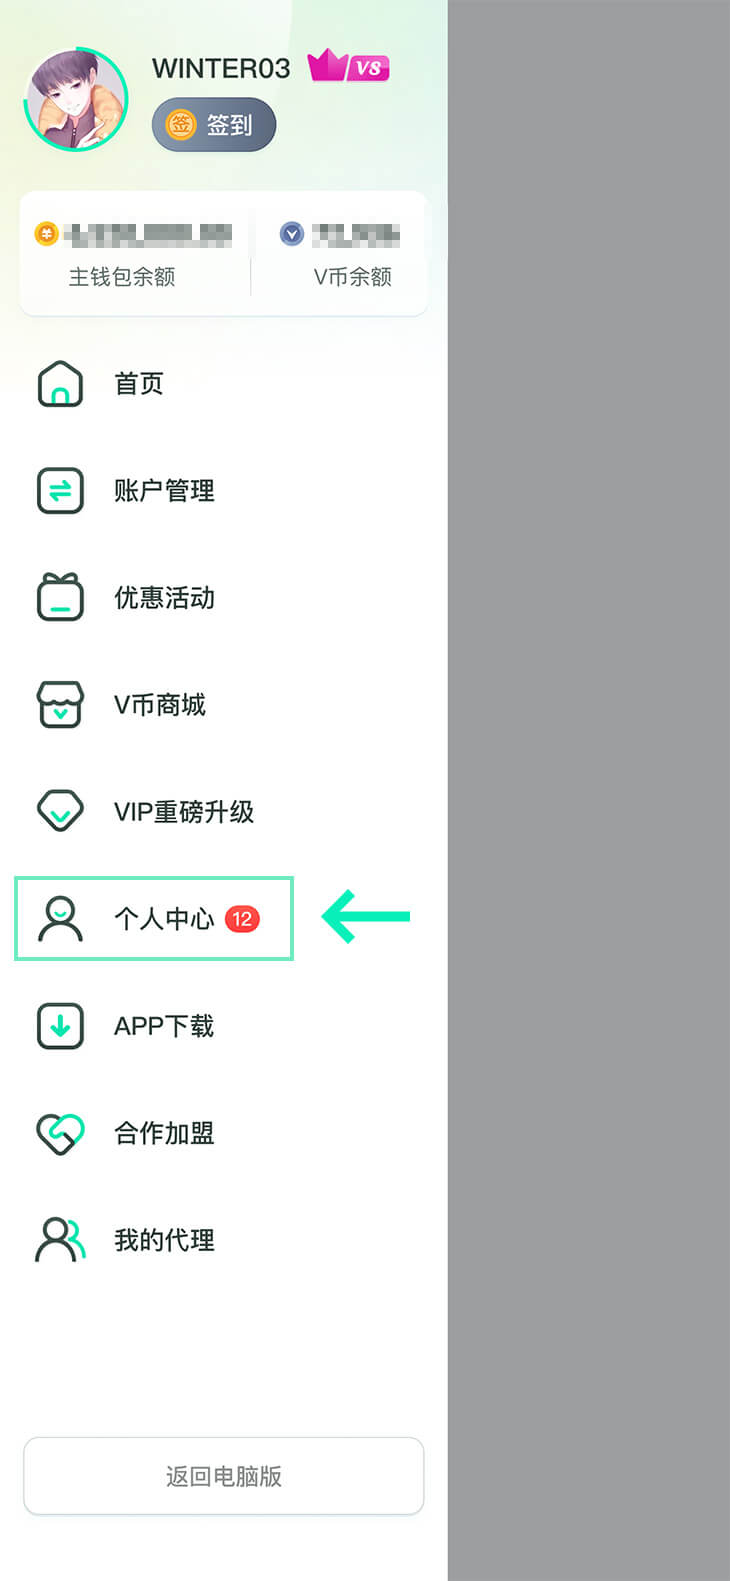 WINTER03
V8
签 签到
主钱包余额
V币余额
首页
账户管理
优惠活动
V币商城
VIP重磅升级
个人中心 12
APP下载
合作加盟
我的代理
返回电脑版